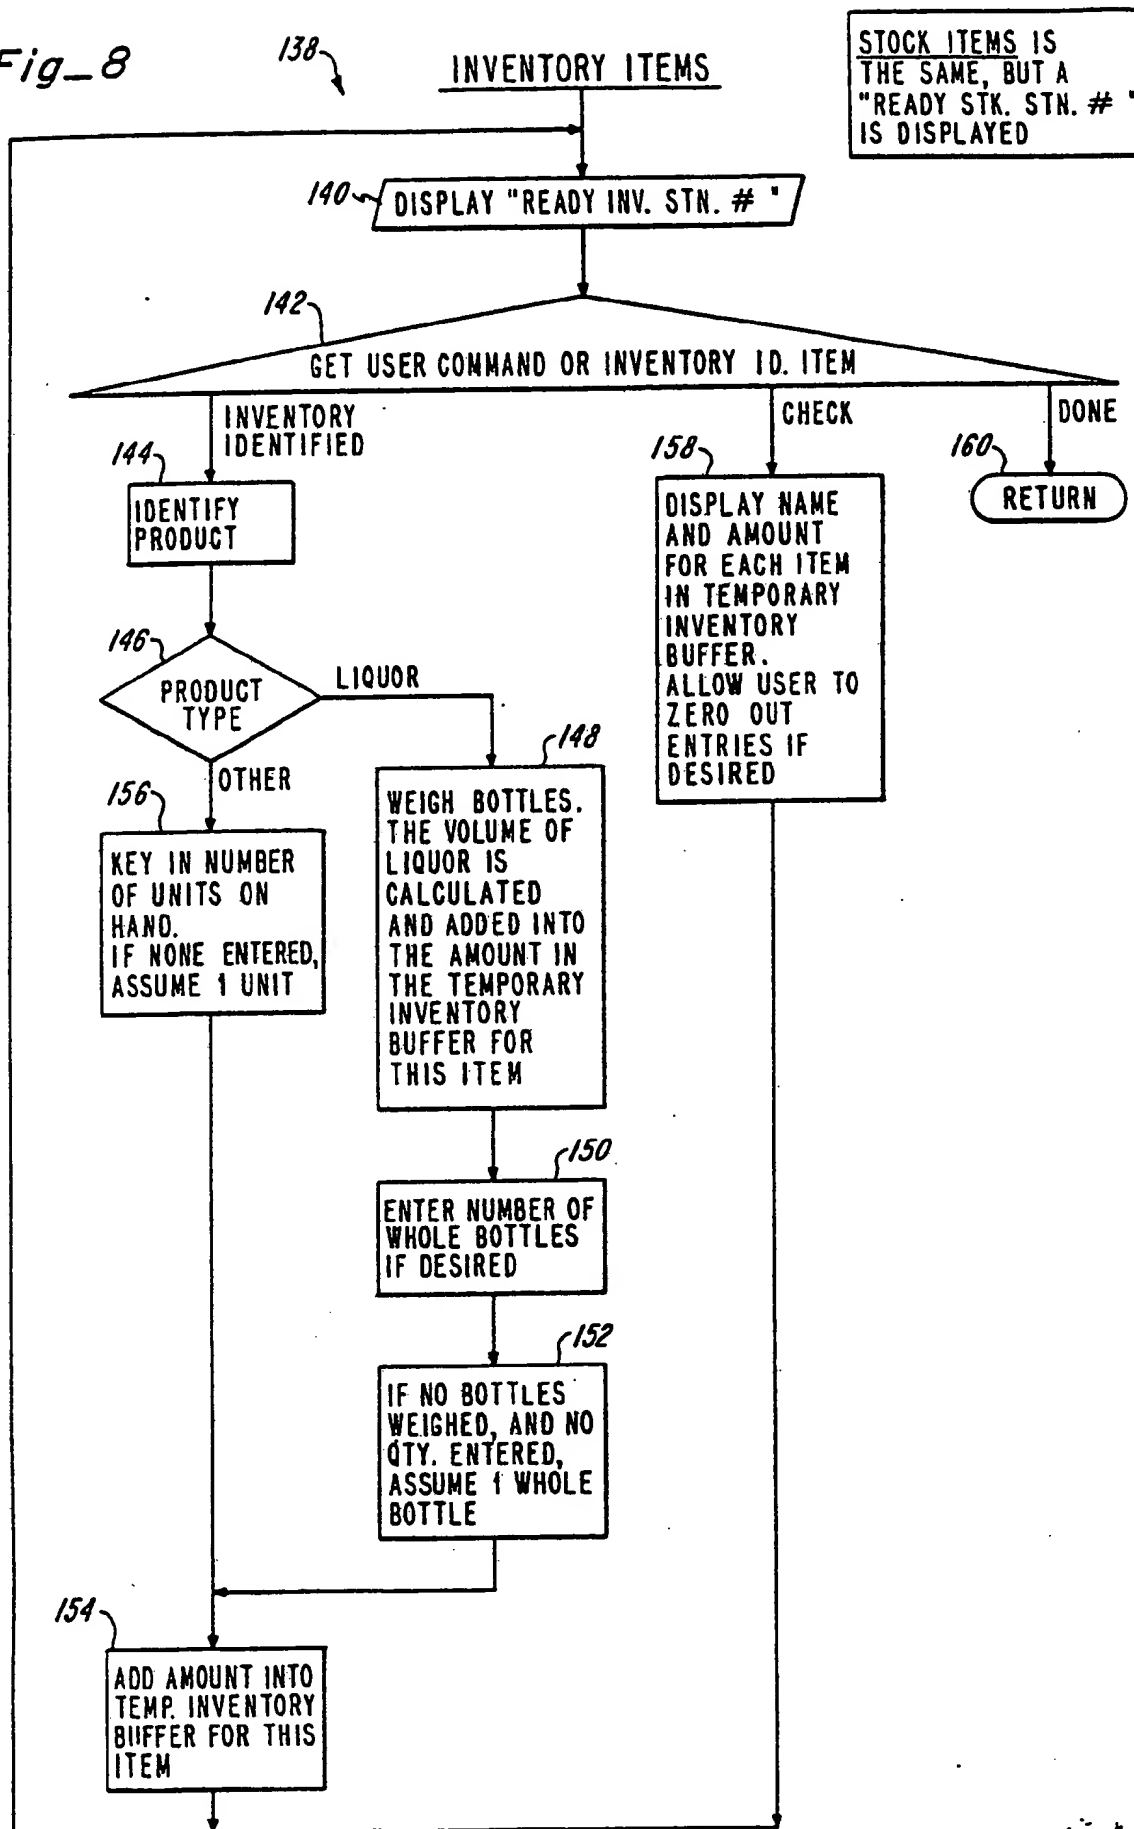 Fig_8
138
INVENTORY ITEMS
STOCK ITEMS IS
THE SAME, BUT A
"READY STK. STN. # "
IS DISPLAYED
140
DISPLAY "READY INV. STN. # "
142
GET USER COMMAND OR INVENTORY ID. ITEM
INVENTORY
IDENTIFIED
CHECK
DONE
144
IDENTIFY
PRODUCT
158
DISPLAY NAME
AND AMOUNT
FOR EACH ITEM
IN TEMPORARY
INVENTORY
BUFFER.
ALLOW USER TO
ZERO OUT
ENTRIES IF
DESIRED
160
RETURN
146
PRODUCT
TYPE
LIQUOR
OTHER
148
WEIGH BOTTLES.
THE VOLUME OF
LIQUOR IS
CALCULATED
AND ADDED INTO
THE AMOUNT IN
THE TEMPORARY
INVENTORY
BUFFER FOR
THIS ITEM
156
KEY IN NUMBER
OF UNITS ON
HAND.
IF NONE ENTERED,
ASSUME 1 UNIT
150
ENTER NUMBER OF
WHOLE BOTTLES
IF DESIRED
152
IF NO BOTTLES
WEIGHED, AND NO
QTY. ENTERED,
ASSUME 1 WHOLE
BOTTLE
154
ADD AMOUNT INTO
TEMP. INVENTORY
BUFFER FOR THIS
ITEM